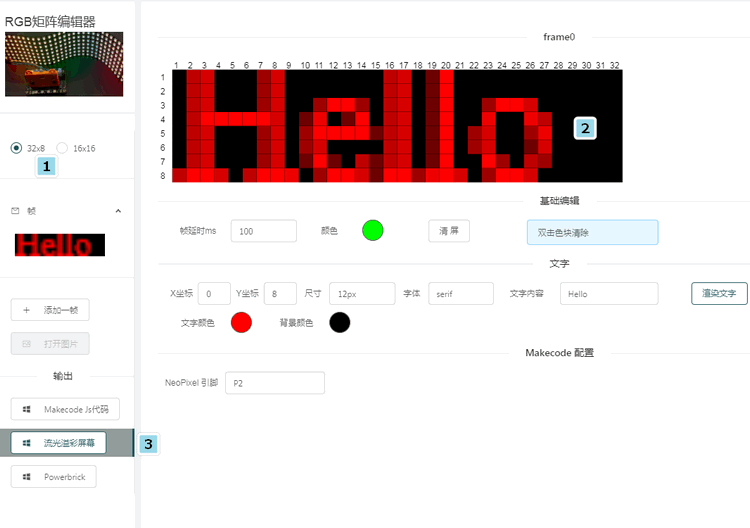 RGB矩阵编辑器
32x8
16x16
1
帧
Hello
添加一帧
打开图片
输出
Makecode Js代码
流光溢彩屏幕
3
Powerbrick
frame0
1 2 3 4 5 6 7 8 9 10 11 12 13 14 15 16 17 18 19 20 21 22 23 24 25 26 27 28 29 30 31 32
1
2
3
4
5
6
7
8
Hello
2
基础编辑
帧延时ms 100 颜色 清 屏 双击色块清除
文字
X坐标 0 Y坐标 8 尺寸 12px 字体 serif 文字内容 Hello 渲染文字
文字颜色 背景颜色
Makecode 配置
NeoPixel 引脚 P2